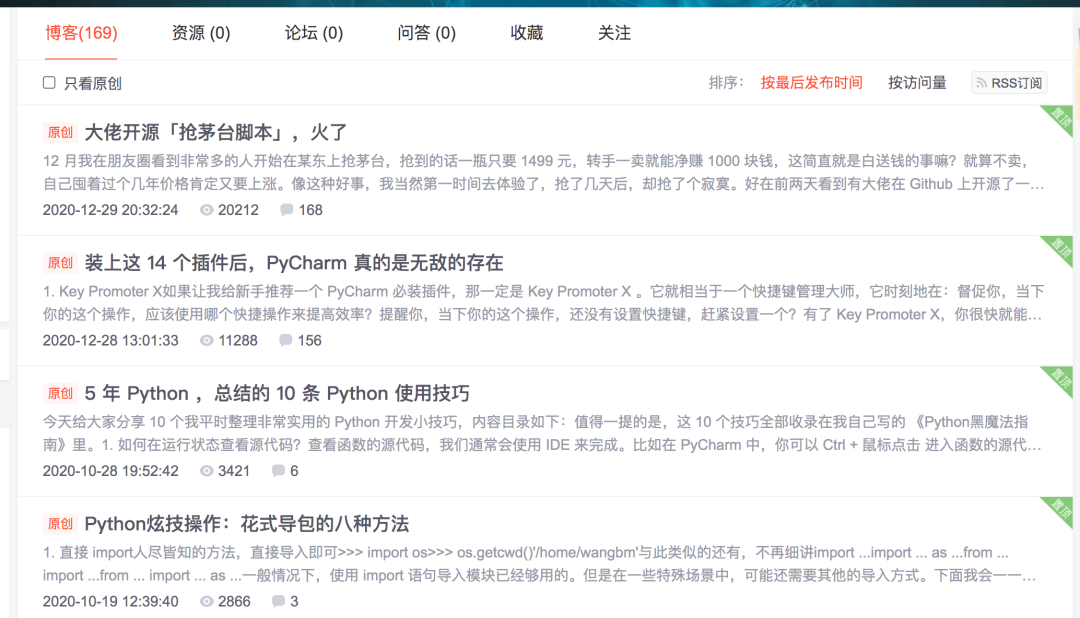 博客(169) 资源 (0) 论坛 (0) 问答 (0) 收藏 关注
只看原创 排序： 按最后发布时间 按访问量 RSS订阅
置顶
原创 大佬开源「抢茅台脚本」，火了
12 月我在朋友圈看到非常多的人开始在某东上抢茅台，抢到的话一瓶只要 1499 元，转手一卖就能净赚 1000 块钱，这简直就是白送钱的事嘛？就算不卖，
自己囤着过个几年价格肯定又要上涨。像这种好事，我当然第一时间去体验了，抢了几天后，却抢了个寂寞。好在前两天看到有大佬在 Github 上开源了一…
2020-12-29 20:32:24 20212 168
置顶
原创 装上这 14 个插件后，PyCharm 真的是无敌的存在
1. Key Promoter X如果让我给新手推荐一个 PyCharm 必装插件，那一定是 Key Promoter X 。它就相当于一个快捷键管理大师，它时刻地在：督促你，当下
你的这个操作，应该使用哪个快捷操作来提高效率？提醒你，当下你的这个操作，还没有设置快捷键，赶紧设置一个？有了 Key Promoter X，你很快就能…
2020-12-28 13:01:33 11288 156
置顶
原创 5 年 Python ，总结的 10 条 Python 使用技巧
今天给大家分享 10 个我平时整理非常实用的 Python 开发小技巧，内容目录如下：值得一提的是，这 10 个技巧全部收录在我自己写的 《Python黑魔法指
南》里。1. 如何在运行状态查看源代码？查看函数的源代码，我们通常会使用 IDE 来完成。比如在 PyCharm 中，你可以 Ctrl + 鼠标点击 进入函数的源代…
2020-10-28 19:52:42 3421 6
置顶
原创 Python炫技操作：花式导包的八种方法
1. 直接 import人尽皆知的方法，直接导入即可>>> import os>>> os.getcwd()'/home/wangbm'与此类似的还有，不再细讲import ...import ... as ...from ...
import ...from ... import ... as ...一般情况下，使用 import 语句导入模块已经够用的。但是在一些特殊场景中，可能还需要其他的导入方式。下面我会一一…
2020-10-19 12:39:40 2866 3